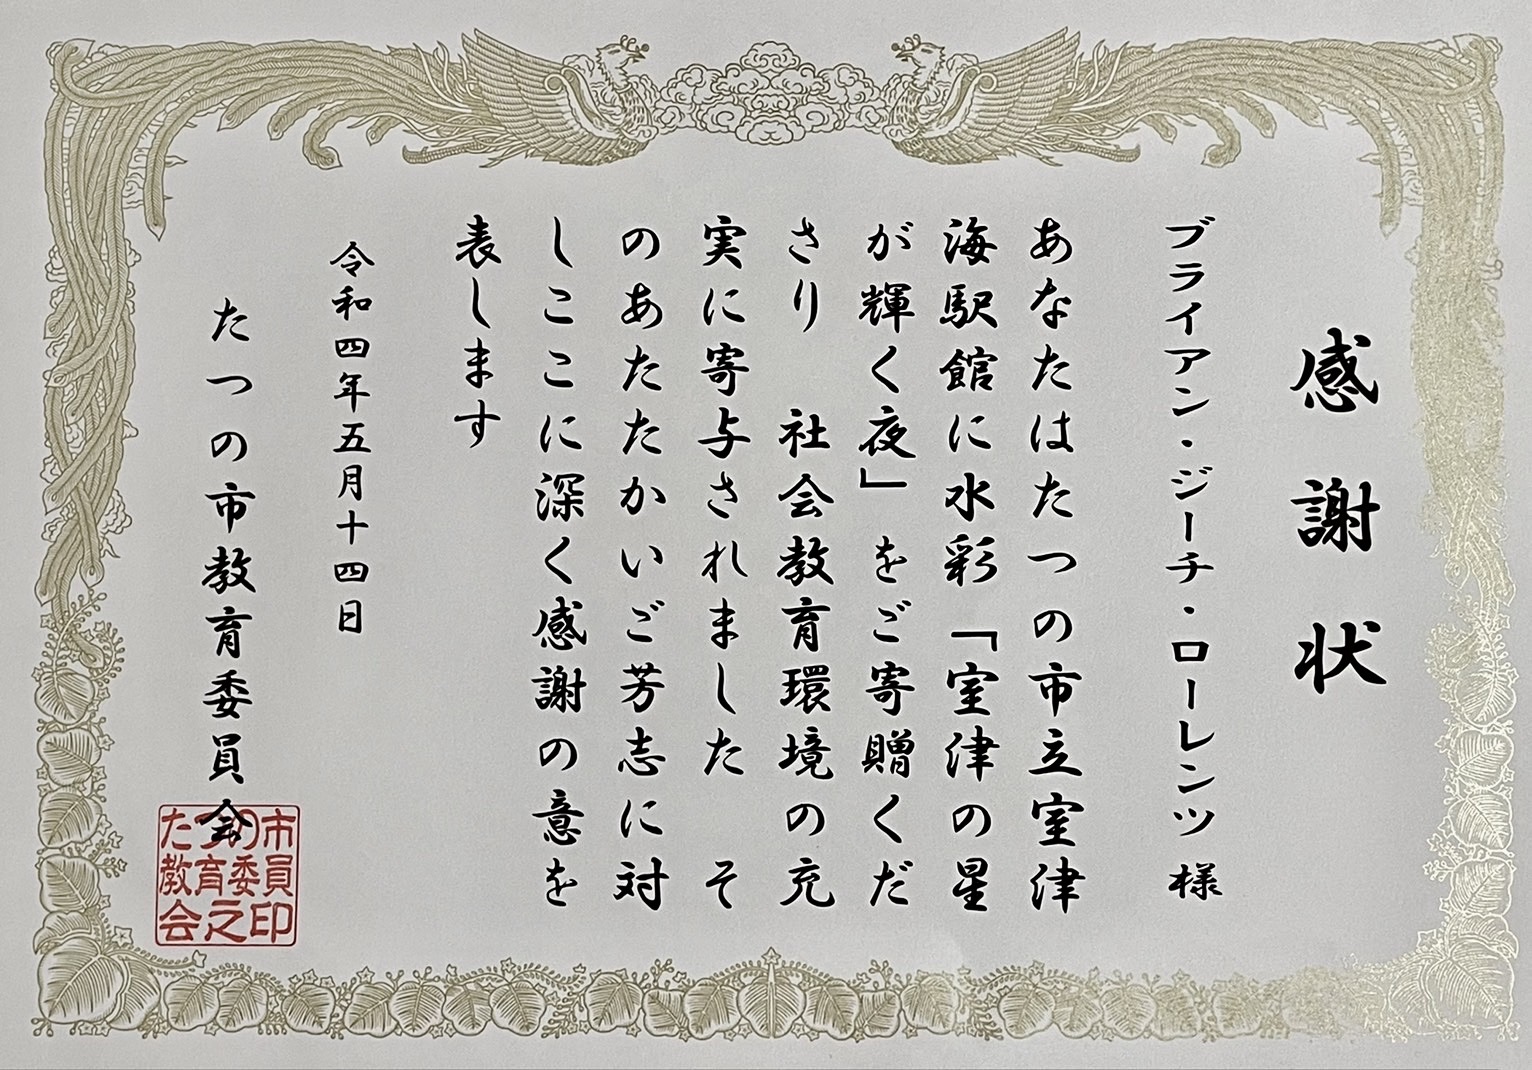 感謝状
ブライアン・ジーチ・ローレンツ 様
あなたはたつの市立室津
海駅館に水彩「室津の星
が輝く夜」をご寄贈くだ
さり　社会教育環境の充
実に寄与されました　そ
のあたたかいご芳志に対
しここに深く感謝の意を
表します
令和四年五月十四日
たつの市教育委員会
たつの市
教育委員
会之印